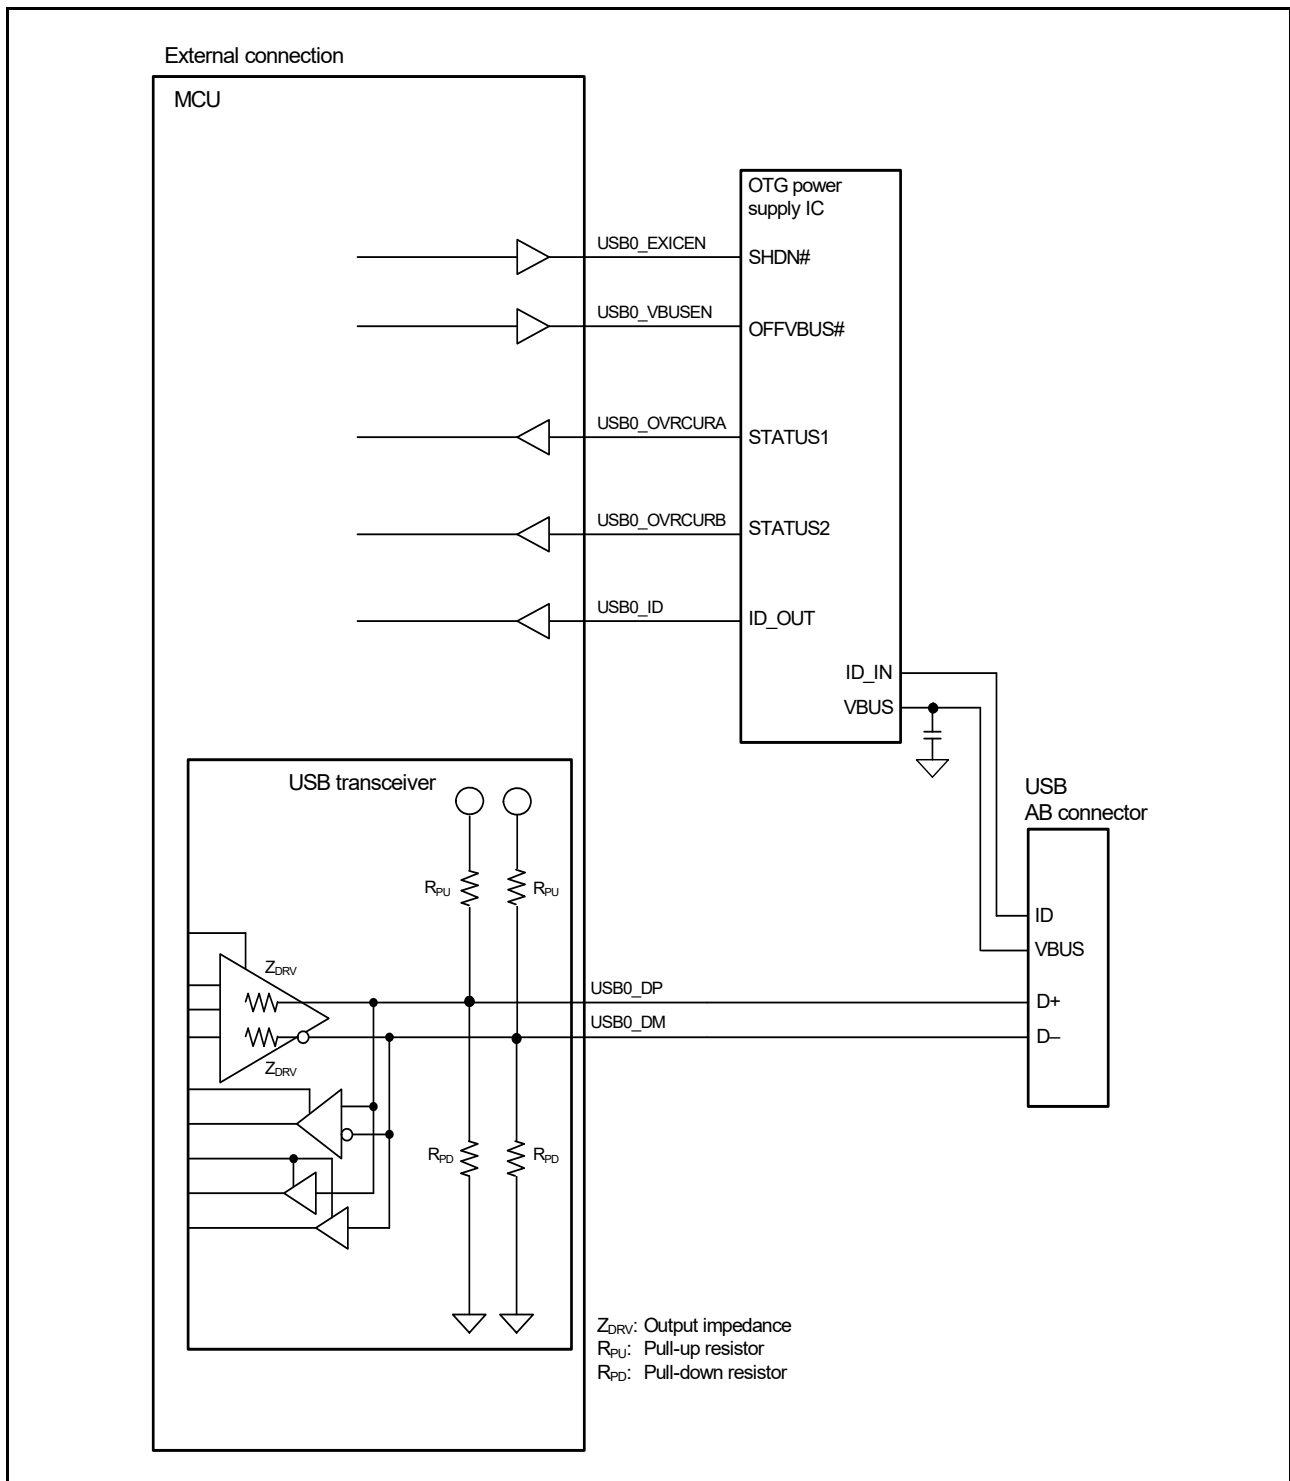 External connection
MCU
OTG power
supply IC
USB0_EXICEN
SHDN#
USB0_VBUSEN
OFFVBUS#
USB0_OVRCURA
STATUS1
USB0_OVRCURB
STATUS2
USB0_ID
ID_OUT
ID_IN
VBUS
USB transceiver
USB
AB connector
RPU
RPU
ID
VBUS
ZDRV
USB0_DP
D+
USB0_DM
D–
ZDRV
RPD
RPD
ZDRV: Output impedance
RPU: Pull-up resistor
RPD: Pull-down resistor